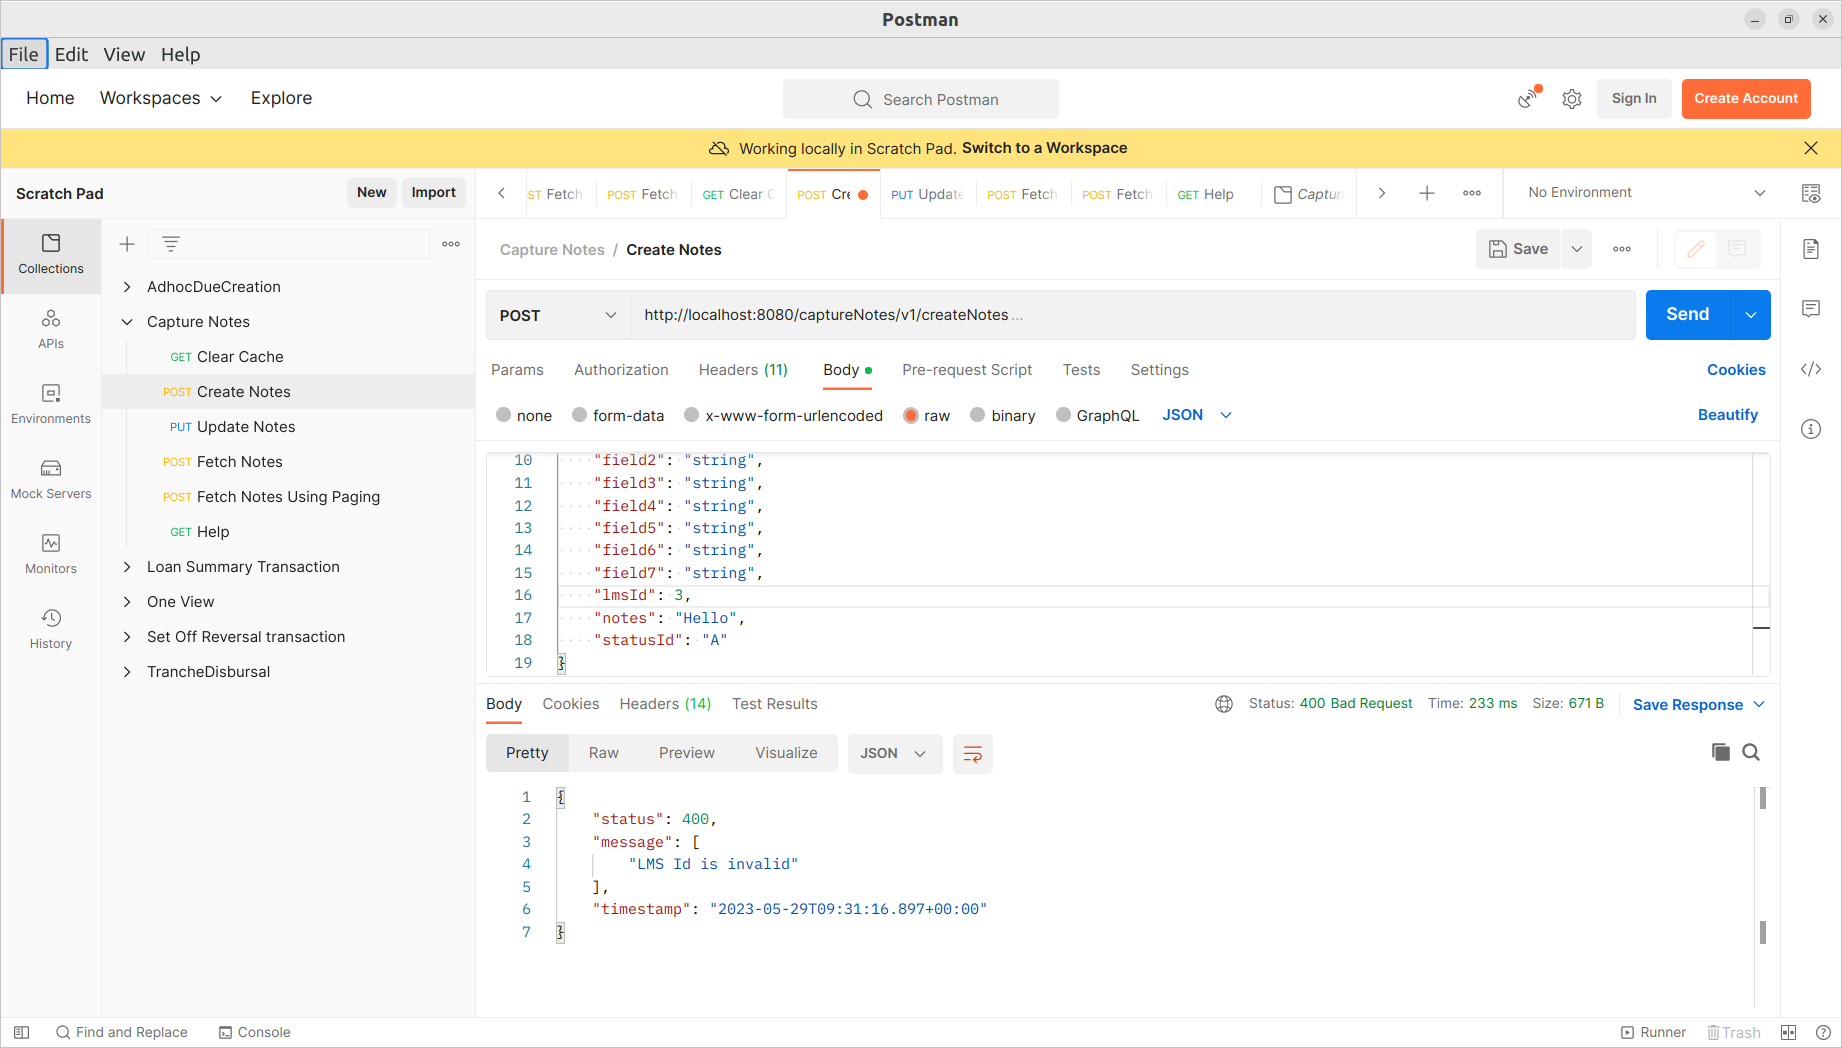 Postman
File Edit View Help
Home Workspaces Explore Search Postman Sign In Create Account
Working locally in Scratch Pad. Switch to a Workspace
Scratch Pad New Import
ST Fetch POST Fetch GET Clear C POST Cre PUT Update POST Fetch POST Fetch GET Help Captur No Environment
Collections
APIs
Environments
Mock Servers
Monitors
History
AdhocDueCreation
Capture Notes
GET Clear Cache
POST Create Notes
PUT Update Notes
POST Fetch Notes
POST Fetch Notes Using Paging
GET Help
Loan Summary Transaction
One View
Set Off Reversal transaction
TrancheDisbursal
Capture Notes / Create Notes Save
POST http://localhost:8080/captureNotes/v1/createNotes ... Send
Params Authorization Headers (11) Body Pre-request Script Tests Settings Cookies
none form-data x-www-form-urlencoded raw binary GraphQL JSON Beautify
10 "field2": "string",
11 "field3": "string",
12 "field4": "string",
13 "field5": "string",
14 "field6": "string",
15 "field7": "string",
16 "lmsId": 3,
17 "notes": "Hello",
18 "statusId": "A"
19 }
Body Cookies Headers (14) Test Results Status: 400 Bad Request Time: 233 ms Size: 671 B Save Response
Pretty Raw Preview Visualize JSON
1 {
2 "status": 400,
3 "message": [
4 "LMS Id is invalid"
5 ],
6 "timestamp": "2023-05-29T09:31:16.897+00:00"
7 }
Find and Replace Console Runner Trash